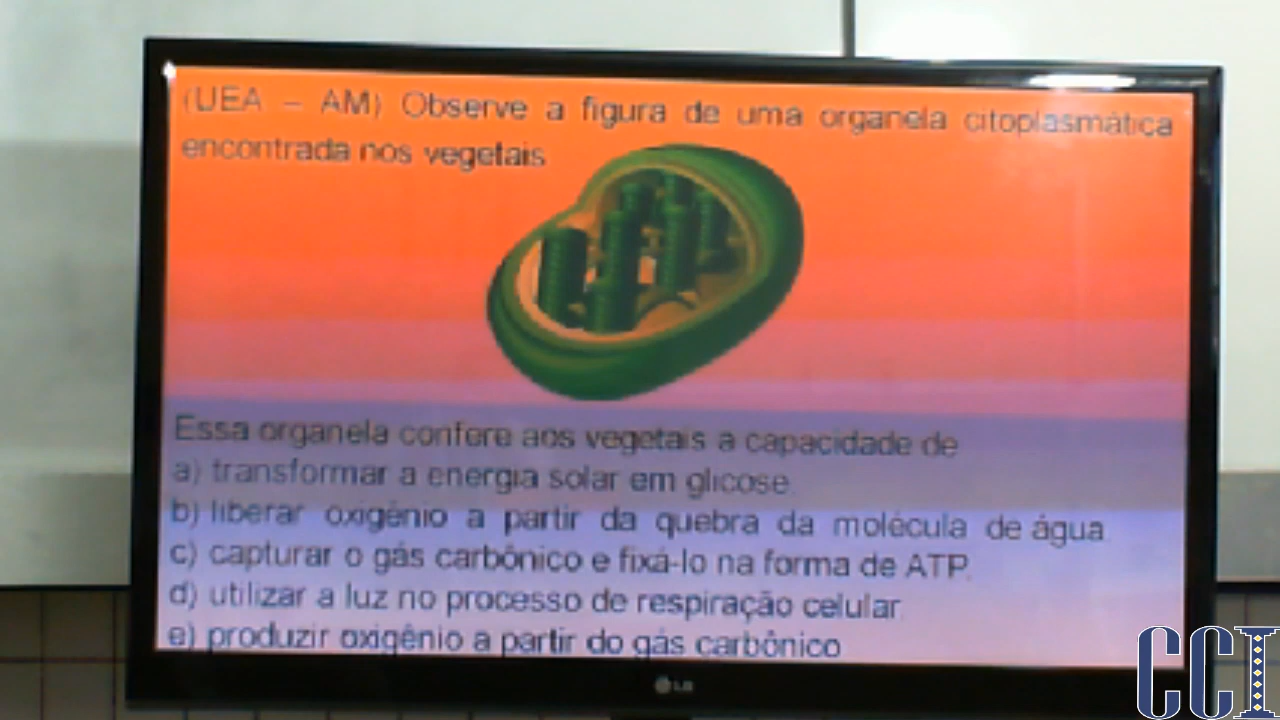 (UEA – AM) Observe a figura de uma organela citoplasmática
encontrada nos vegetais
Essa organela confere aos vegetais a capacidade de
a) transformar a energia solar em glicose.
b) liberar oxigênio a partir da quebra da molécula de água.
c) capturar o gás carbônico e fixá-lo na forma de ATP.
d) utilizar a luz no processo de respiração celular.
e) produzir oxigênio a partir do gás carbônico
LG
CCI